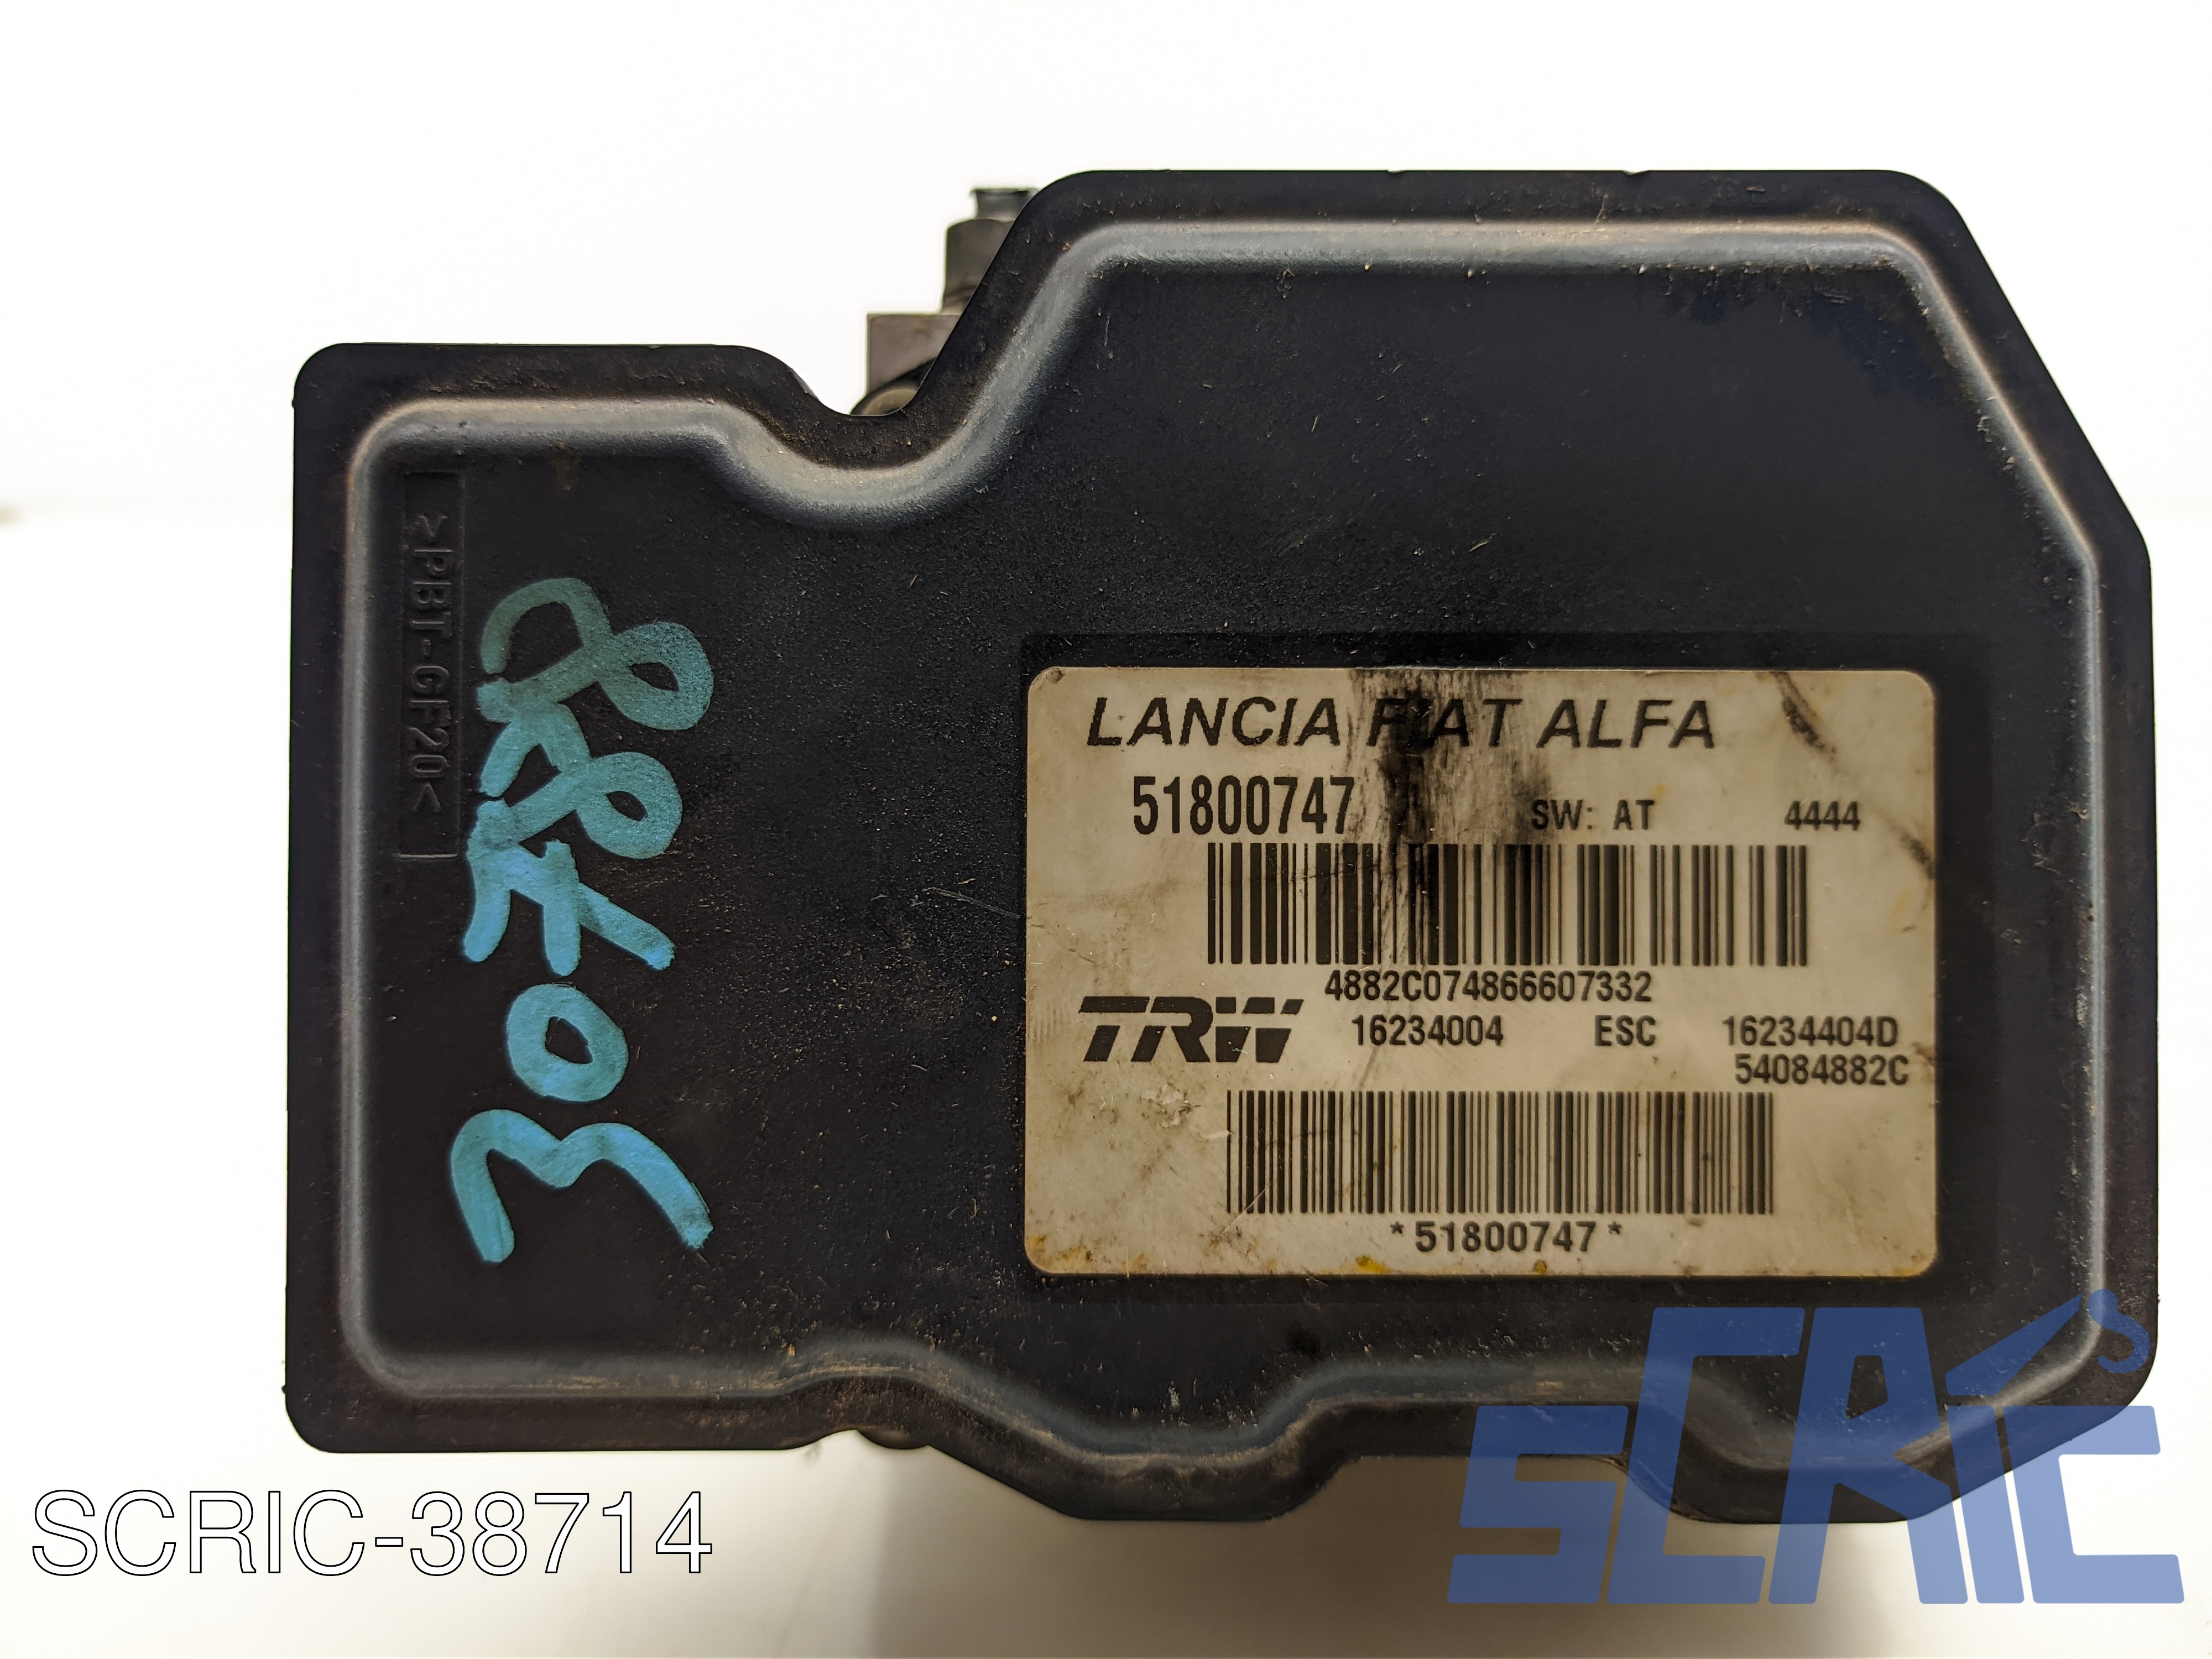 >PBT-GF20<
30788
LANCIA FIAT ALFA
51800747 SW: AT 4444
4882C074866607332
TRW 16234004 ESC 16234404D
54084882C
*51800747*
SCRIC-38714
SCRIC